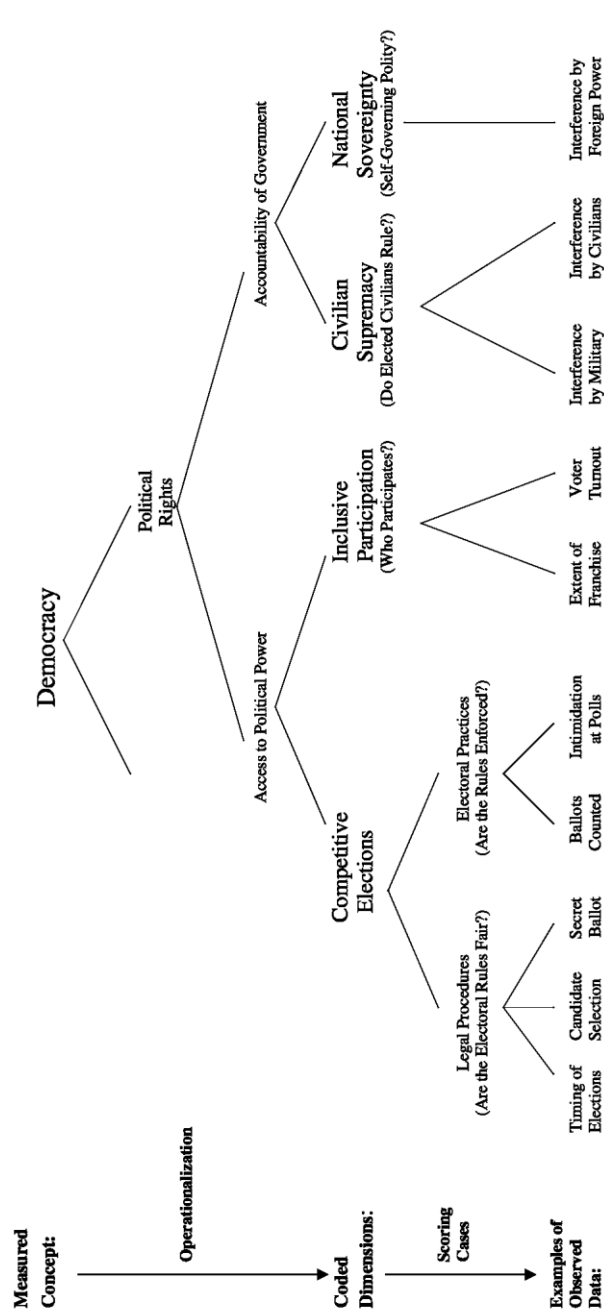 Measured
Concept:
Operationalization
Coded
Dimensions:
Scoring
Cases
Examples of
Observed
Data:
Democracy
Political
Rights
Access to Political Power
Accountability of Government
Competitive
Elections
Inclusive
Participation
(Who Participates?)
Civilian
Supremacy
(Do Elected Civilians Rule?)
National
Sovereignty
(Self-Governing Polity?)
Legal Procedures
(Are the Electoral Rules Fair?)
Electoral Practices
(Are the Rules Enforced?)
Timing of
Elections
Candidate
Selection
Secret
Ballot
Ballots
Counted
Intimidation
at Polls
Extent of
Franchise
Voter
Turnout
Interference
by Military
Interference
by Civilians
Interference by
Foreign Power